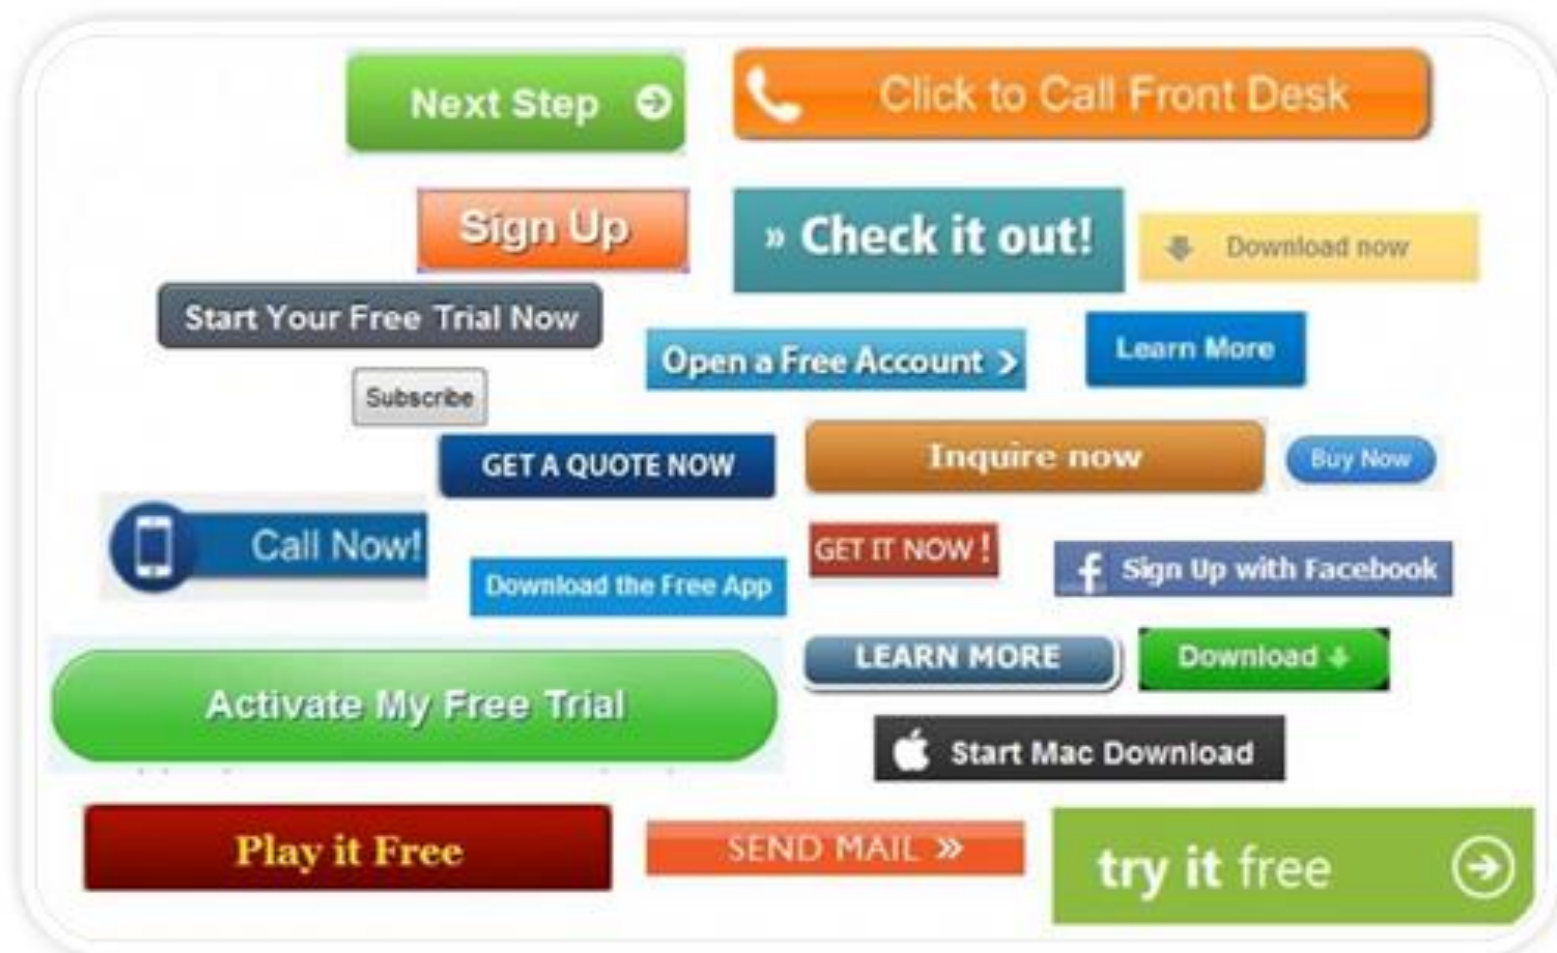 Next Step
Click to Call Front Desk
Sign Up
» Check it out!
Download now
Start Your Free Trial Now
Open a Free Account >
Learn More
Subscribe
GET A QUOTE NOW
Inquire now
Buy Now
Call Now!
GET IT NOW !
Sign Up with Facebook
Download the Free App
LEARN MORE
Download
Activate My Free Trial
Start Mac Download
Play it Free
SEND MAIL »
try it free